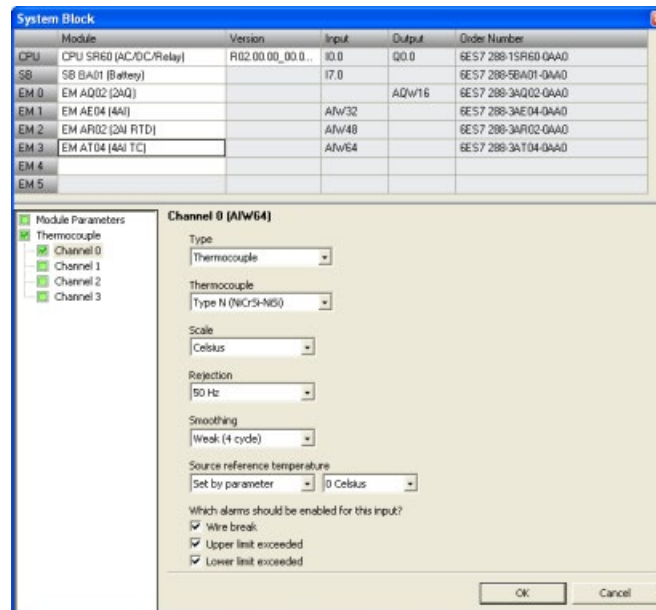 System Block
Module Version Input Output Order Number
CPU CPU SR60 (AC/DC/Relay) R02.00.00_00.0... I0.0 Q0.0 6ES7 288-1SR60-0AA0
SB SB BA01 (Battery) I7.0 6ES7 288-5BA01-0AA0
EM 0 EM AQ02 (2AQ) AQW16 6ES7 288-3AQ02-0AA0
EM 1 EM AE04 (4AI) AIW32 6ES7 288-3AE04-0AA0
EM 2 EM AR02 (2AI RTD) AIW48 6ES7 288-3AR02-0AA0
EM 3 EM AT04 (4AI TC) AIW64 6ES7 288-3AT04-0AA0
EM 4
EM 5
Module Parameters
Thermocouple
Channel 0
Channel 1
Channel 2
Channel 3
Channel 0 (AIW64)
Type
Thermocouple
Thermocouple
Type N (NiCrSi-NiSi)
Scale
Celsius
Rejection
50 Hz
Smoothing
Weak (4 cycle)
Source reference temperature
Set by parameter 0 Celsius
Which alarms should be enabled for this input?
Wire break
Upper limit exceeded
Lower limit exceeded
OK Cancel